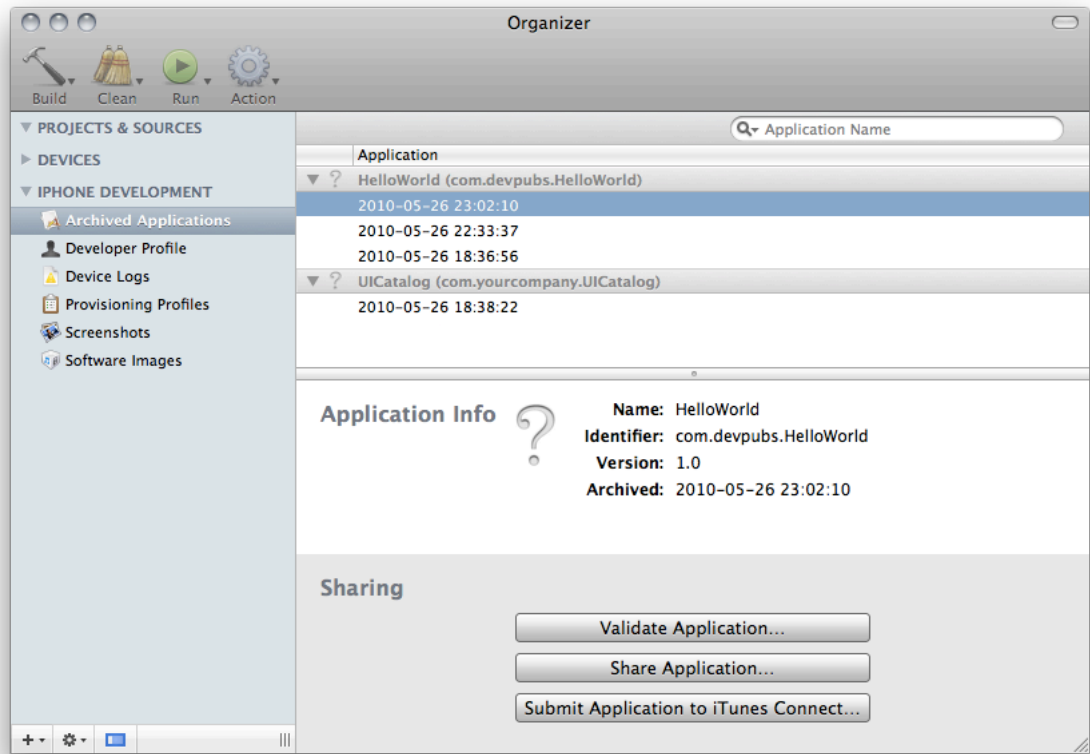 Organizer
Build Clean Run Action
PROJECTS & SOURCES
DEVICES
IPHONE DEVELOPMENT
Archived Applications
Developer Profile
Device Logs
Provisioning Profiles
Screenshots
Software Images
Application Name
Application
? HelloWorld (com.devpubs.HelloWorld)
2010-05-26 23:02:10
2010-05-26 22:33:37
2010-05-26 18:36:56
? UICatalog (com.yourcompany.UICatalog)
2010-05-26 18:38:22
Application Info ?
Name: HelloWorld
Identifier: com.devpubs.HelloWorld
Version: 1.0
Archived: 2010-05-26 23:02:10
Sharing
Validate Application...
Share Application...
Submit Application to iTunes Connect...